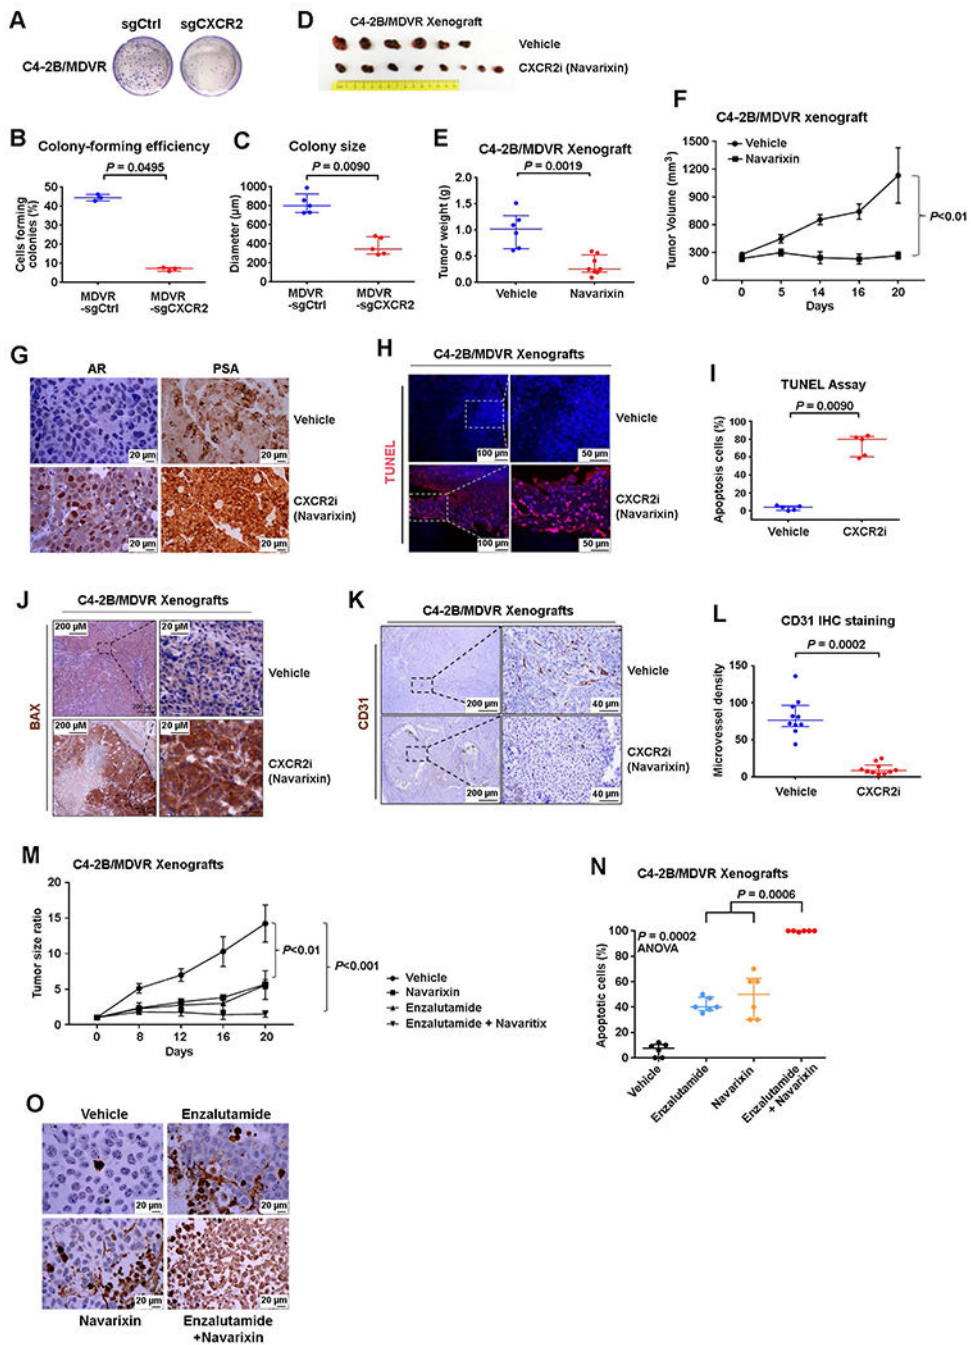 A
sgCtrl sgCXCR2
C4-2B/MDVR
D
C4-2B/MDVR Xenograft
Vehicle
CXCR2i (Navarixin)
B
Colony-forming efficiency
P = 0.0495
Cells forming
colonies (%)
50
40
30
20
10
0
MDVR
-sgCtrl
MDVR
-sgCXCR2
C
Colony size
P = 0.0090
Diameter (µm)
1000
800
600
400
200
0
MDVR
-sgCtrl
MDVR
-sgCXCR2
E
C4-2B/MDVR Xenograft
P = 0.0019
Tumor weight (g)
2.0
1.5
1.0
0.5
0.0
Vehicle Navarixin
F
C4-2B/MDVR xenograft
Vehicle
Navarixin
Tumor Volume (mm³)
1500
1200
900
600
300
000
P<0.01
0 5 14 16 20
Days
G
AR PSA
Vehicle
20 µm 20 µm
CXCR2i
(Navarixin)
20 µm 20 µm
H
C4-2B/MDVR Xenografts
TUNEL
Vehicle
100 µm 50 µm
CXCR2i
(Navarixin)
100 µm 50 µm
I
TUNEL Assay
P = 0.0090
Apoptosis cells (%)
100
80
60
40
20
0
Vehicle CXCR2i
J
C4-2B/MDVR Xenografts
BAX
200 µM 20 µM
Vehicle
200 µM 20 µM
CXCR2i
(Navarixin)
K
C4-2B/MDVR Xenografts
CD31
Vehicle
200 µm 40 µm
CXCR2i
(Navarixin)
200 µm 40 µm
L
CD31 IHC staining
P = 0.0002
Microvessel density
150
100
50
0
Vehicle CXCR2i
M
C4-2B/MDVR Xenografts
Tumor size ratio
20
15
10
5
0
0 8 12 16 20
Days
P<0.01
P<0.001
Vehicle
Navarixin
Enzalutamide
Enzalutamide + Navaritix
N
C4-2B/MDVR Xenografts
P = 0.0006
P = 0.0002
ANOVA
Apoptotic cells (%)
100
80
60
40
20
0
Vehicle
Enzalutamide
Navarixin
Enzalutamide
+ Navarixin
O
Vehicle Enzalutamide
20 µm 20 µm
20 µm 20 µm
Navarixin Enzalutamide
+Navarixin